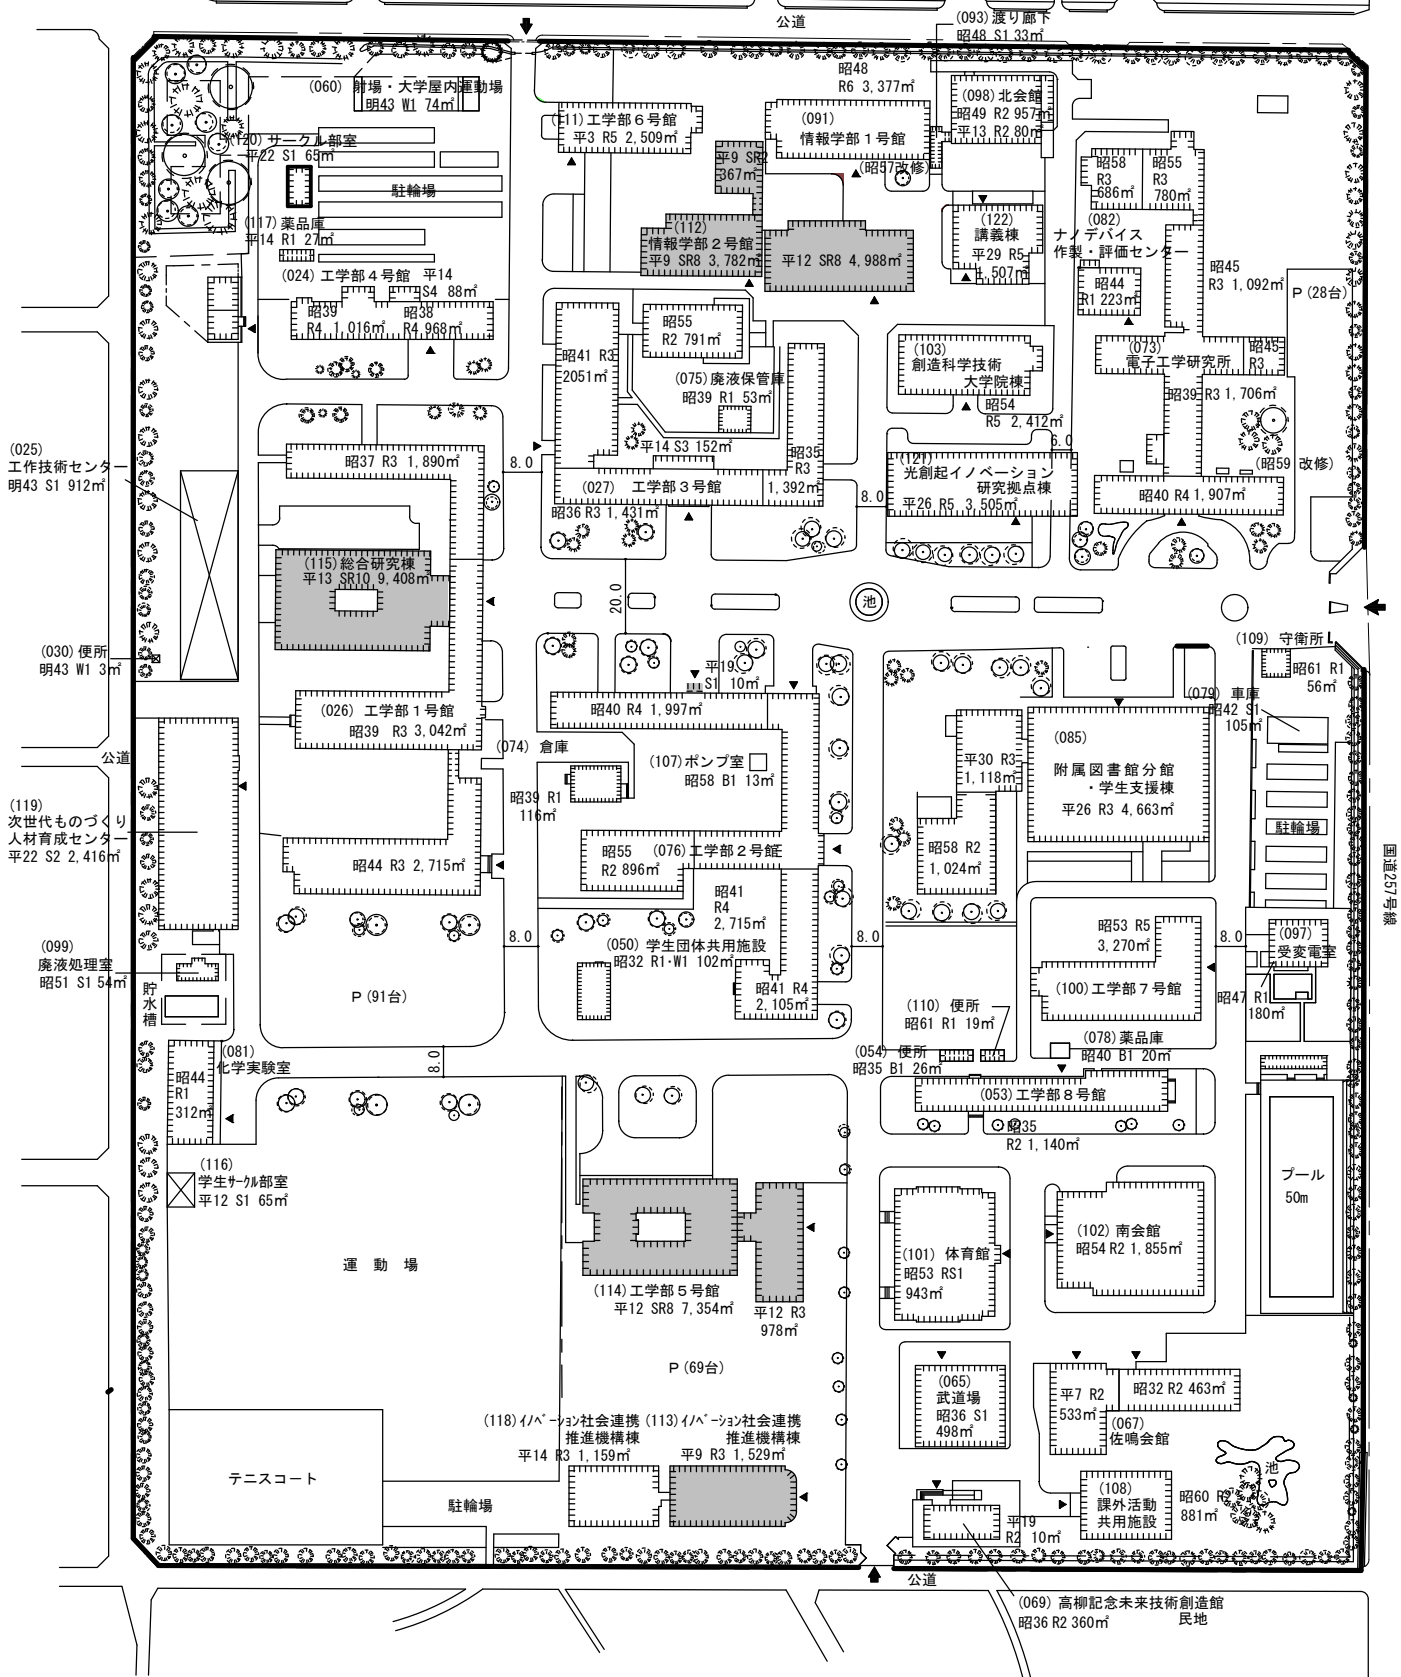 公道
(093) 渡り廊下
昭48 S1 33㎡
(060) 射場・大学屋内運動場
明43 W1 74㎡
昭48
R6 3,377㎡
(091)
情報学部１号館
(昭57改修)
(098) 北会館
昭49 R2 957㎡
平13 R2 80㎡
(111) 工学部６号館
平3 R5 2,509㎡
平9 SR2
367㎡
(120) サークル部室
平22 S1 65㎡
駐輪場
(117) 薬品庫
平14 R1 27㎡
(112)
情報学部２号館
平9 SR8 3,782㎡
平12 SR8 4,988㎡
(122)
講義棟
平29 R5
1,507㎡
昭58
R3
686㎡
昭55
R3
780㎡
(082)
ナノデバイス
作製・評価センター
昭44
R1 223㎡
昭45
R3 1,092㎡
P (28台)
(024) 工学部４号館
平14
S4 88㎡
昭39
R4 1,016㎡
昭38
R4 968㎡
昭41 R3
2051㎡
昭55
R2 791㎡
(075) 廃液保管庫
昭39 R1 53㎡
平14 S3 152㎡
昭35
R3
1,392㎡
(027) 工学部３号館
昭36 R3 1,431㎡
(103)
創造科学技術
大学院棟
昭54
R5 2,412㎡
(073)
電子工学研究所
昭45
R3
昭39 R3 1,706㎡
6.0
(121)
光創起イノベーション
研究拠点棟
平26 R5 3,505㎡
(昭59 改修)
昭40 R4 1,907㎡
(025)
工作技術センター
明43 S1 912㎡
昭37 R3 1,890㎡
8.0
8.0
(115) 総合研究棟
平13 SR10 9,408㎡
20.0
池
(030) 便所
明43 W1 3㎡
(109) 守衛所
昭61 R1
56㎡
(079) 車庫
昭42 S1
105㎡
平19
S1 10㎡
昭40 R4 1,997㎡
(026) 工学部１号館
昭39 R3 3,042㎡
(074) 倉庫
昭39 R1
116㎡
(107) ポンプ室
昭58 B1 13㎡
平30 R3
1,118㎡
(085)
附属図書館分館
・学生支援棟
平26 R3 4,663㎡
公道
(119)
次世代ものづくり
人材育成センター
平22 S2 2,416㎡
昭44 R3 2,715㎡
昭55
R2 896㎡
(076) 工学部２号館
昭41
R4
2,715㎡
昭58 R2
1,024㎡
駐輪場
国道257号線
(099)
廃液処理室
昭51 S1 54㎡
貯水槽
P (91台)
8.0
(050) 学生団体共用施設
昭32 R1・W1 102㎡
昭41 R4
2,105㎡
8.0
昭53 R5
3,270㎡
(100) 工学部７号館
8.0
(097)
受変電室
昭47 R1
180㎡
(110) 便所
昭61 R1 19㎡
(054) 便所
昭35 B1 26㎡
(078) 薬品庫
昭40 B1 20㎡
(081)
化学実験室
昭44
R1
312㎡
8.0
(053) 工学部８号館
昭35
R2 1,140㎡
(116)
学生ｻｰｸﾙ部室
平12 S1 65㎡
運動場
プール
50m
(114) 工学部５号館
平12 SR8 7,354㎡
平12 R3
978㎡
(101) 体育館
昭53 RS1
943㎡
(102) 南会館
昭54 R2 1,855㎡
P (69台)
(065)
武道場
昭36 S1
498㎡
平7 R2
533㎡
昭32 R2 463㎡
(067)
佐鳴会館
(118) ｲﾉﾍﾞｰｼｮﾝ社会連携
推進機構棟
平14 R3 1,159㎡
(113) ｲﾉﾍﾞｰｼｮﾝ社会連携
推進機構棟
平9 R3 1,529㎡
テニスコート
駐輪場
(108)
課外活動
共用施設
昭60 R2
881㎡
池
平19
R2 10㎡
公道
(069) 高柳記念未来技術創造館
昭36 R2 360㎡
民地